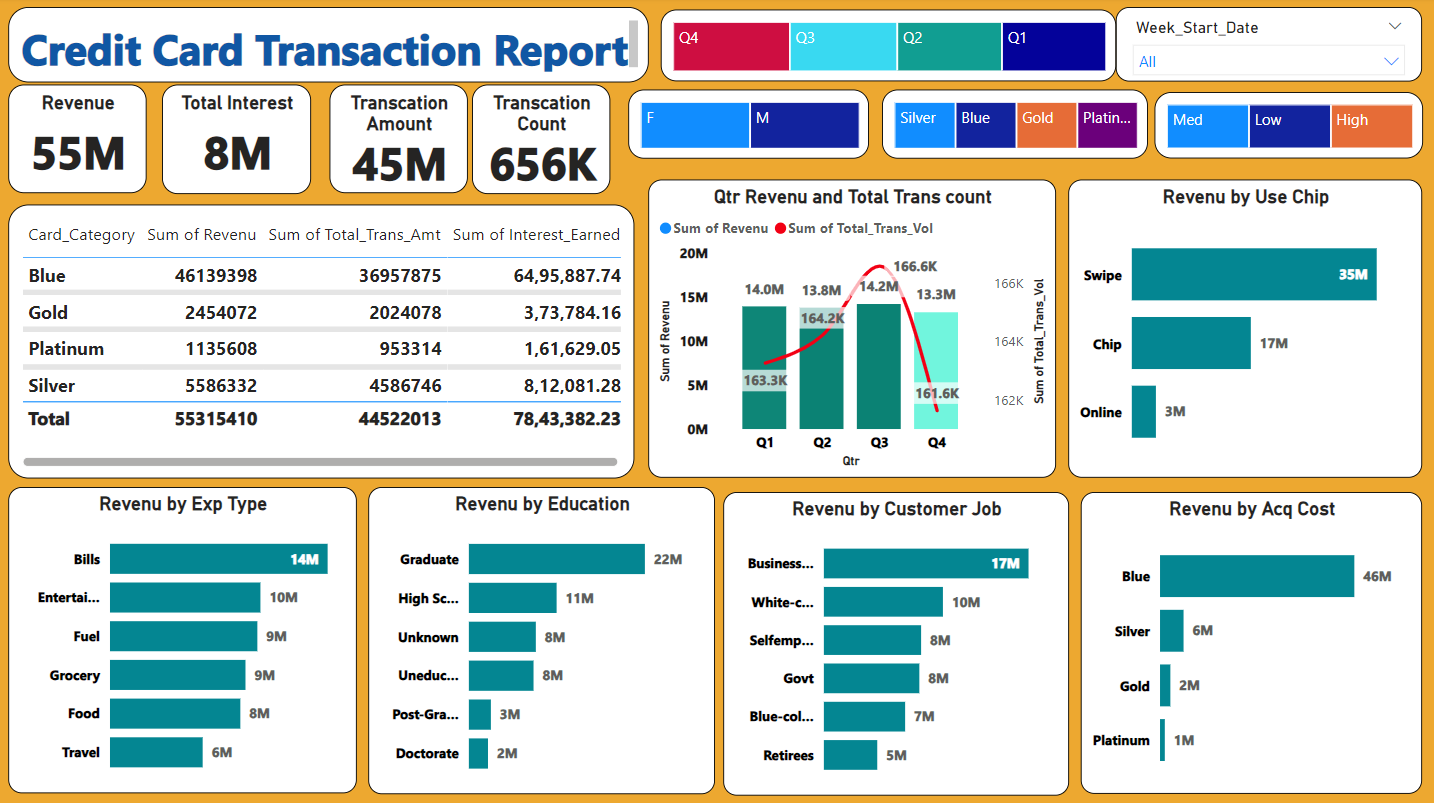 Credit Card Transaction Report
Q4 Q3 Q2 Q1
Week_Start_Date
All
Revenue
55M
Total Interest
8M
Transcation
Amount
45M
Transcation
Count
656K
F M
Silver Blue Gold Platin...
Med Low High
Card_Category Sum of Revenu Sum of Total_Trans_Amt Sum of Interest_Earned
Blue 46139398 36957875 64,95,887.74
Gold 2454072 2024078 3,73,784.16
Platinum 1135608 953314 1,61,629.05
Silver 5586332 4586746 8,12,081.28
Total 55315410 44522013 78,43,382.23
Qtr Revenu and Total Trans count
Sum of Revenu Sum of Total_Trans_Vol
Sum of Revenu
20M
15M
10M
5M
0M
14.0M 13.8M 14.2M 13.3M
163.3K 164.2K 166.6K 161.6K
166K
164K
162K
Sum of Total_Trans_Vol
Q1 Q2 Q3 Q4
Qtr
Revenu by Use Chip
Swipe 35M
Chip 17M
Online 3M
Revenu by Exp Type
Bills 14M
Entertai... 10M
Fuel 9M
Grocery 9M
Food 8M
Travel 6M
Revenu by Education
Graduate 22M
High Sc... 11M
Unknown 8M
Uneduc... 8M
Post-Gra... 3M
Doctorate 2M
Revenu by Customer Job
Business... 17M
White-c... 10M
Selfemp... 8M
Govt 8M
Blue-col... 7M
Retirees 5M
Revenu by Acq Cost
Blue 46M
Silver 6M
Gold 2M
Platinum 1M